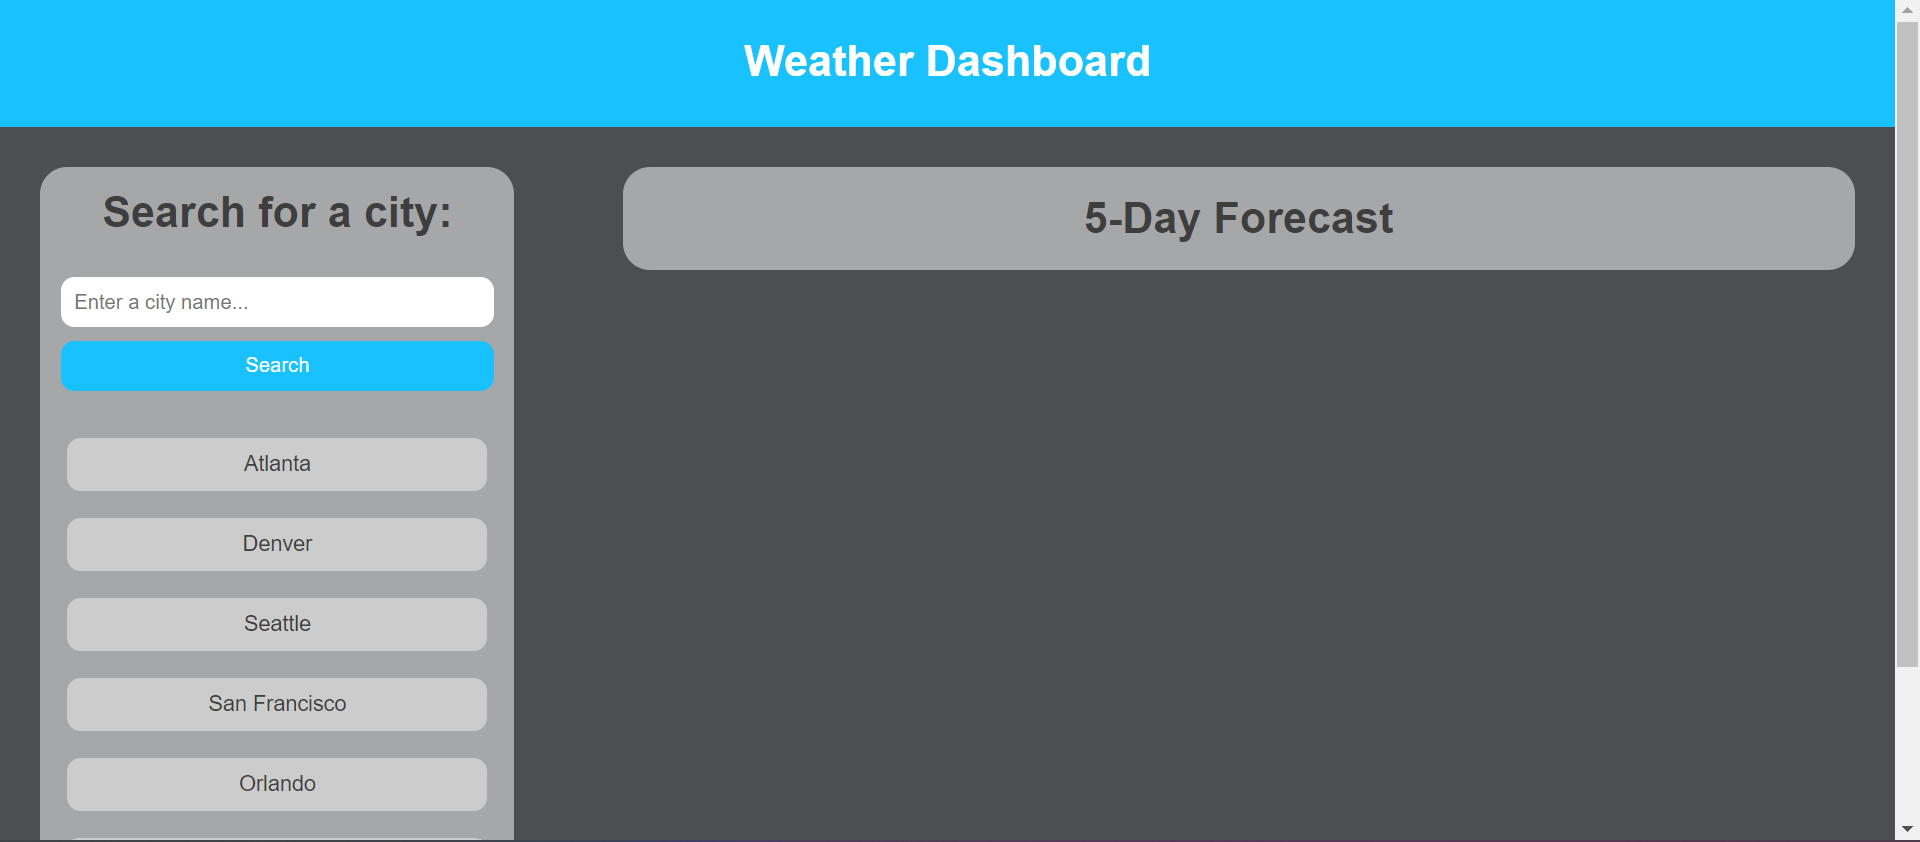 Weather Dashboard
Search for a city:
Enter a city name...
Search
Atlanta
Denver
Seattle
San Francisco
Orlando
5-Day Forecast